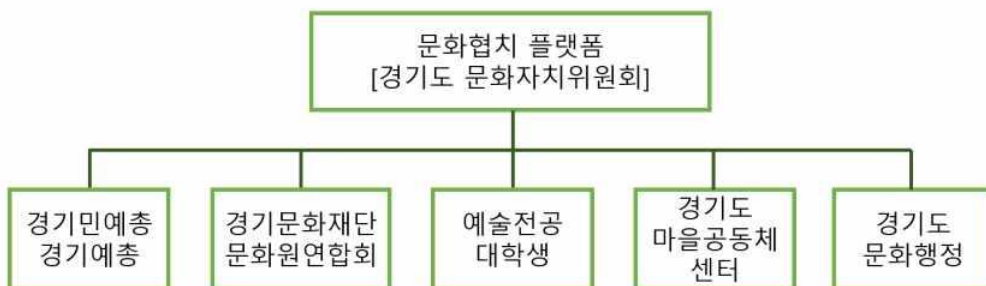 문화협치 플랫폼
[경기도 문화자치위원회]
경기민예총
경기예총
경기문화재단
문화원연합회
예술전공
대학생
경기도
마을공동체
센터
경기도
문화행정